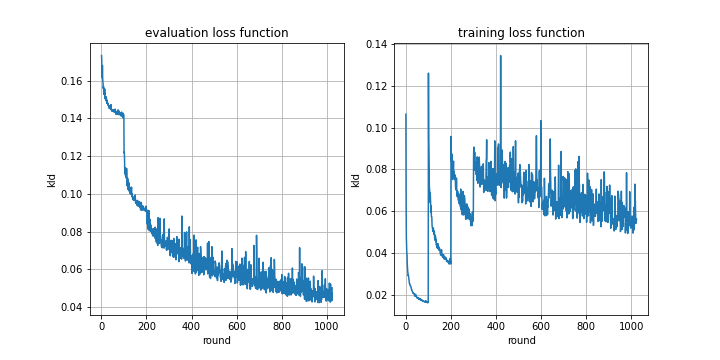 evaluation loss function
kld
0.16
0.14
0.12
0.10
0.08
0.06
0.04
0 200 400 600 800 1000
round
training loss function
kld
0.14
0.12
0.10
0.08
0.06
0.04
0.02
0 200 400 600 800 1000
round